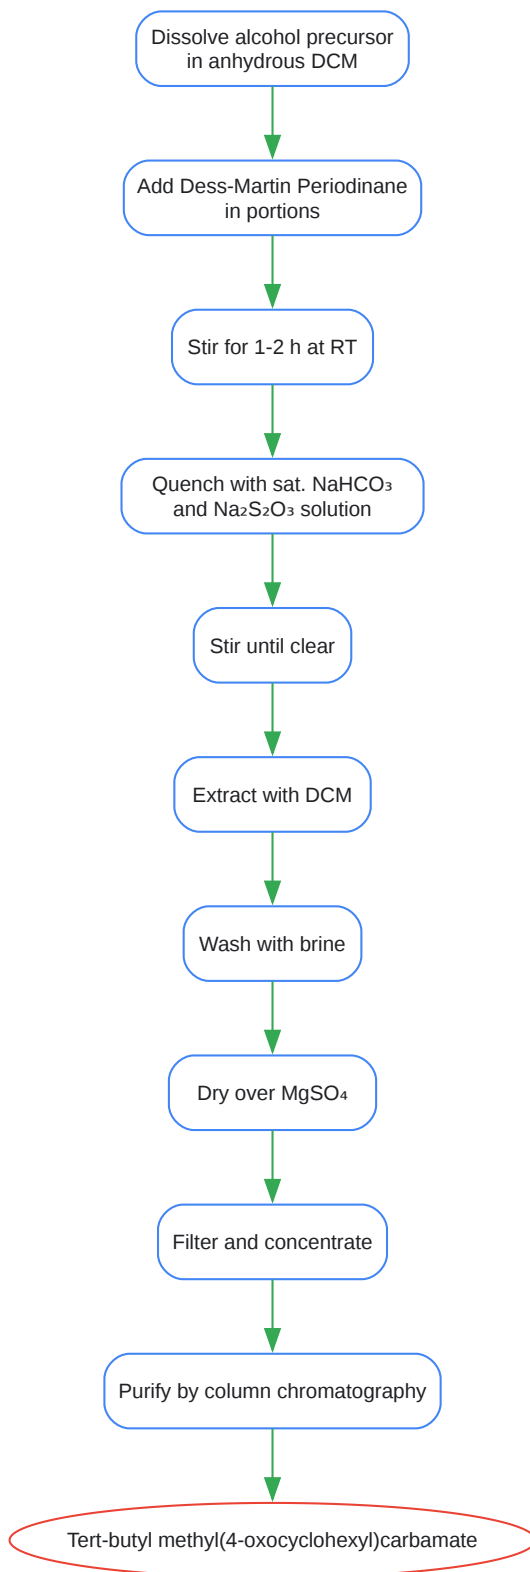 Dissolve alcohol precursor
in anhydrous DCM
Add Dess-Martin Periodinane
in portions
Stir for 1-2 h at RT
Quench with sat. NaHCO₃
and Na₂S₂O₃ solution
Stir until clear
Extract with DCM
Wash with brine
Dry over MgSO₄
Filter and concentrate
Purify by column chromatography
Tert-butyl methyl(4-oxocyclohexyl)carbamate